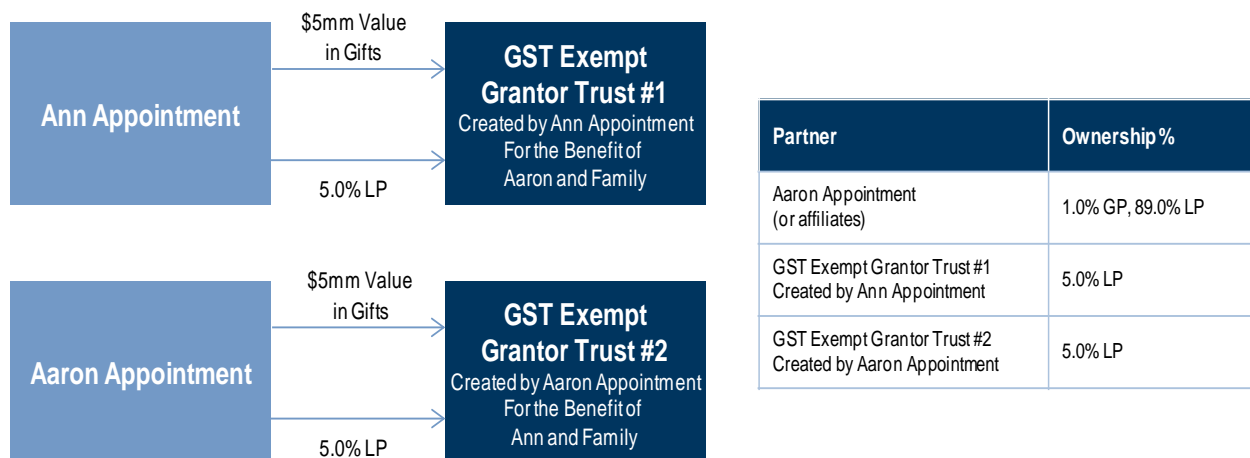 $5mm Value
in Gifts
Ann Appointment
5.0% LP
GST Exempt
Grantor Trust #1
Created by Ann Appointment
For the Benefit of
Aaron and Family
$5mm Value
in Gifts
Aaron Appointment
5.0% LP
GST Exempt
Grantor Trust #2
Created by Aaron Appointment
For the Benefit of
Ann and Family
Partner Ownership %
Aaron Appointment
(or affiliates)
1.0% GP, 89.0% LP
GST Exempt Grantor Trust #1
Created by Ann Appointment
5.0% LP
GST Exempt Grantor Trust #2
Created by Aaron Appointment
5.0% LP